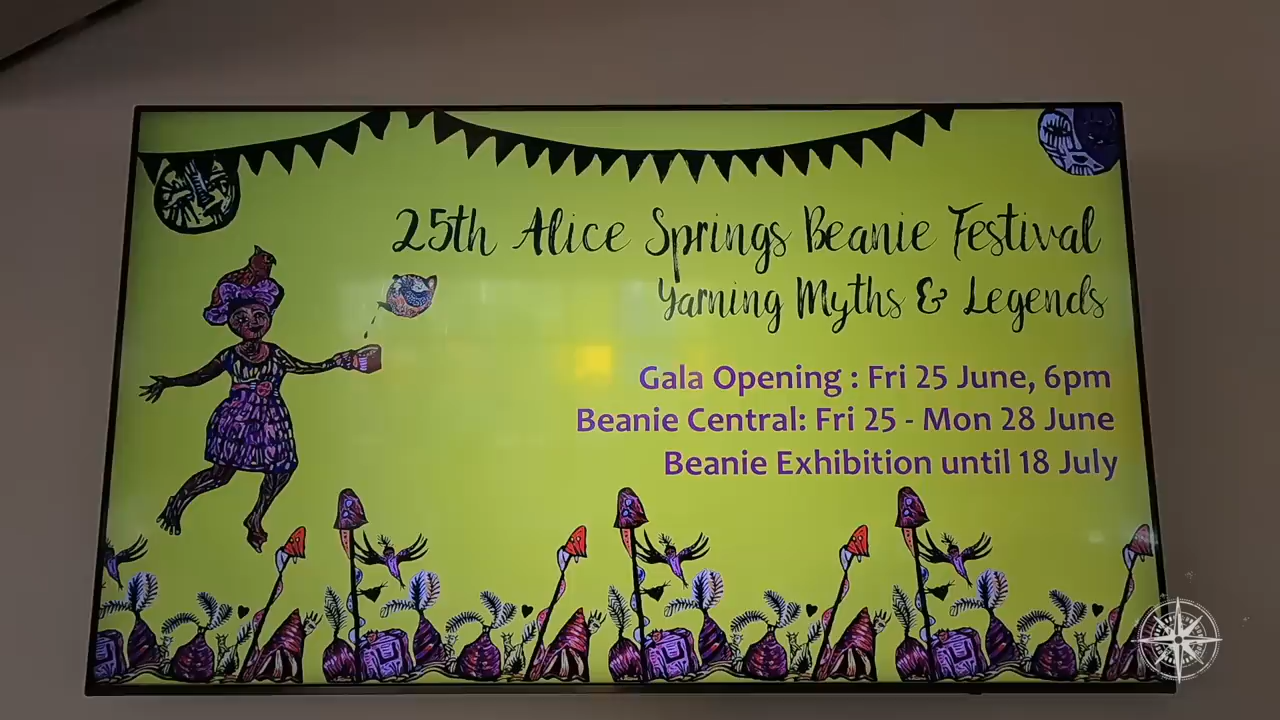 25th Alice Springs Beanie Festival
Yarning Myths & Legends
Gala Opening : Fri 25 June, 6pm
Beanie Central: Fri 25 - Mon 28 June
Beanie Exhibition until 18 July